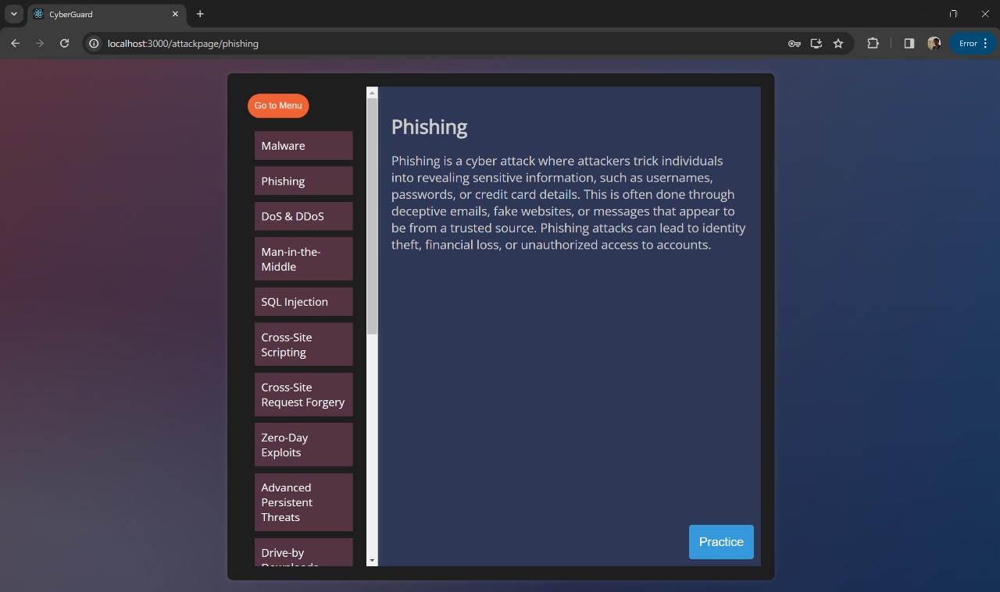 CyberGuard
localhost:3000/attackpage/phishing
Error
Go to Menu
Malware
Phishing
DoS & DDoS
Man-in-the-
Middle
SQL Injection
Cross-Site
Scripting
Cross-Site
Request Forgery
Zero-Day
Exploits
Advanced
Persistent
Threats
Drive-by
Downloads
Phishing
Phishing is a cyber attack where attackers trick individuals
into revealing sensitive information, such as usernames,
passwords, or credit card details. This is often done through
deceptive emails, fake websites, or messages that appear to
be from a trusted source. Phishing attacks can lead to identity
theft, financial loss, or unauthorized access to accounts.
Practice